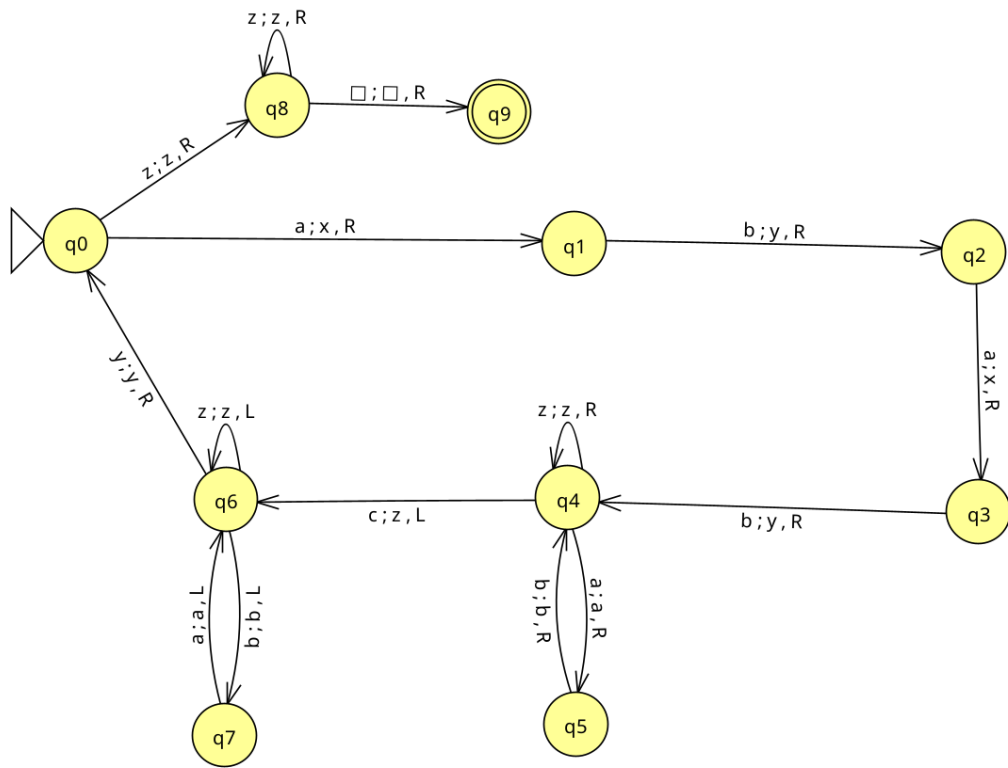 z ; z , R
q8
□ ; □ , R
q9
z ; z , R
q0
a ; x , R
q1
b ; y , R
q2
a ; x , R
y ; y , R
z ; z , L
q6
c ; z , L
z ; z , R
q4
b ; y , R
q3
a ; a , L
b ; b , L
b ; b , R
a ; a , R
q7
q5